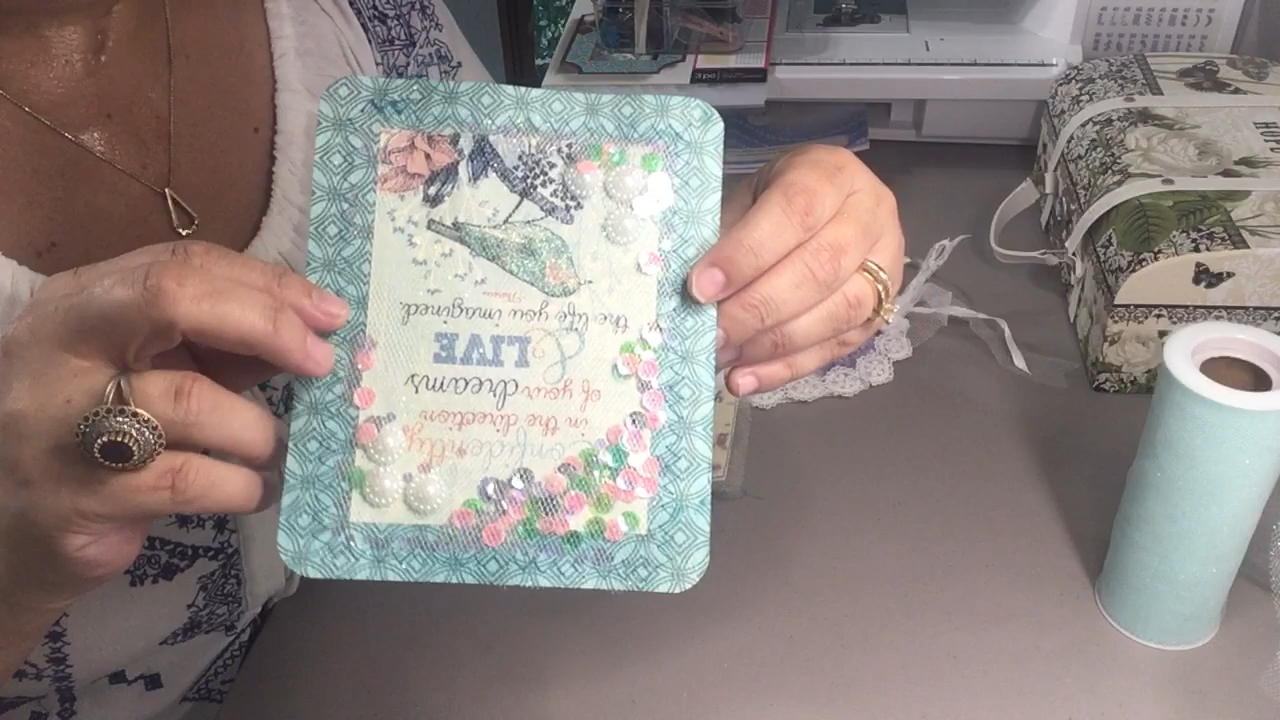 Confidently
in the direction
of your dreams
& LIVE
the life you imagined.